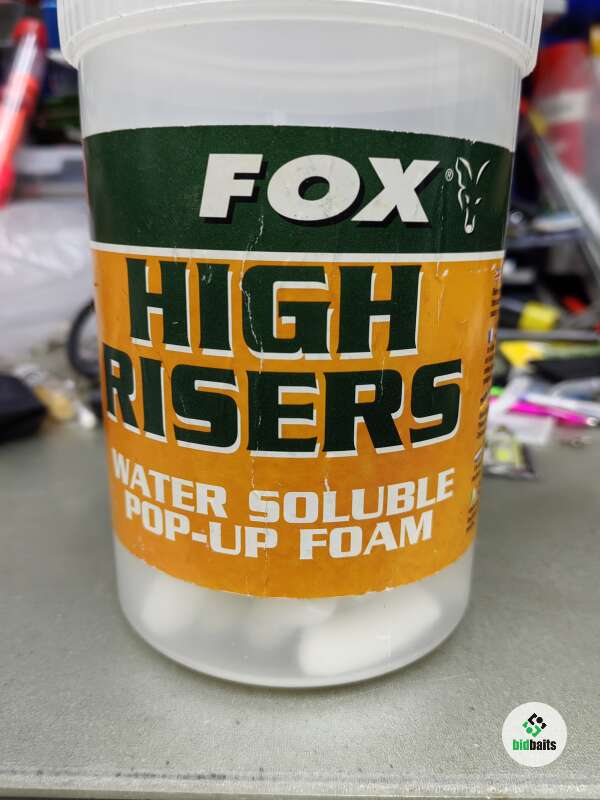 FOX®
HIGH
RISERS
WATER SOLUBLE
POP-UP FOAM
bidbaits